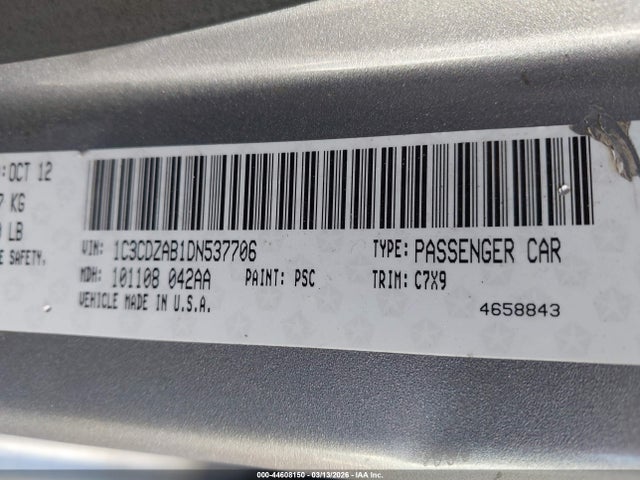 :OCT 12
7 KG
LB
E SAFETY.
VIN: 1C3CDZAB1DN537706 TYPE: PASSENGER CAR
MDH: 101108 042AA PAINT: PSC TRIM: C7X9
VEHICLE MADE IN U.S.A.
4658843
000-44608150 - 03/13/2026 - IAA Inc.